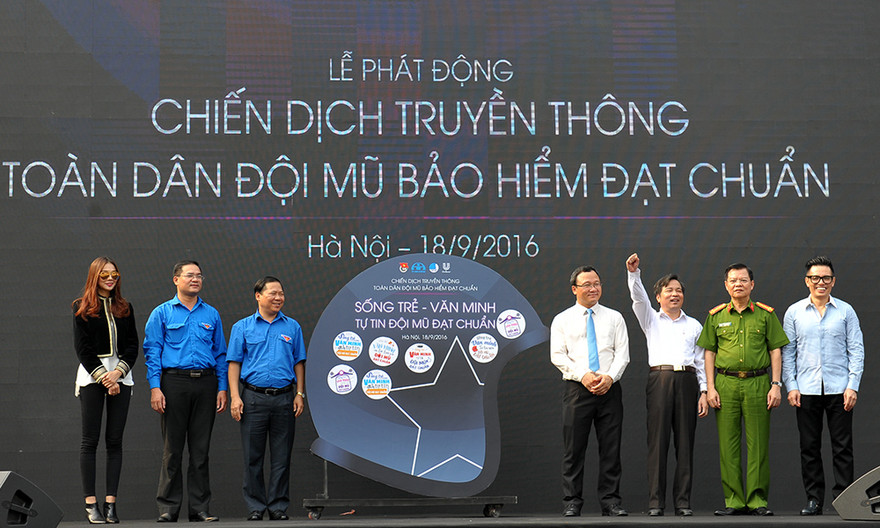 LỄ PHÁT ĐỘNG
CHIẾN DỊCH TRUYỀN THÔNG
TOÀN DÂN ĐỘI MŨ BẢO HIỂM ĐẠT CHUẨN
Hà Nội – 18/9/2016
CHIẾN DỊCH TRUYỀN THÔNG
TOÀN DÂN ĐỘI MŨ BẢO HIỂM ĐẠT CHUẨN
SỐNG TRẺ - VĂN MINH
TỰ TIN ĐỘI MŨ ĐẠT CHUẨN
Hà Nội, 18/9/2016